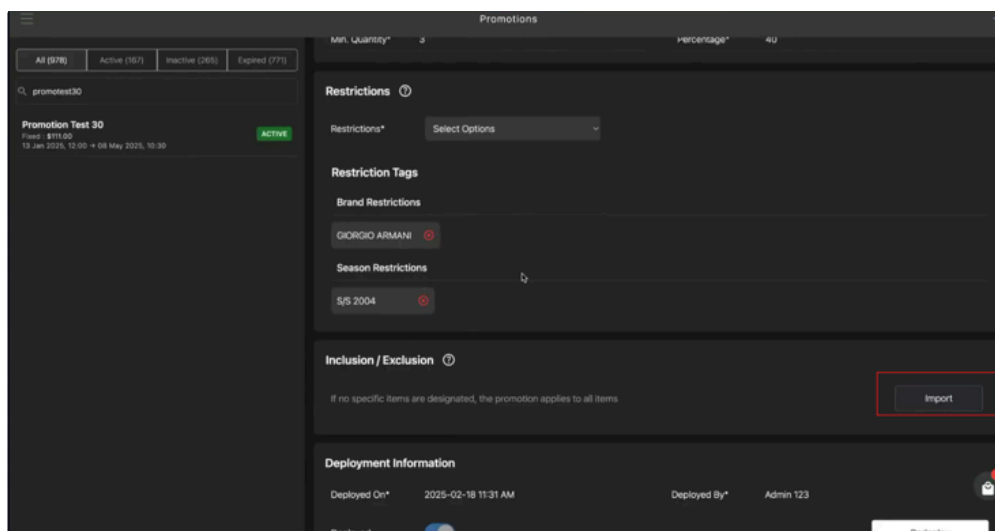 Promotions
All (978)
Active (167)
Inactive (265)
Expired (771)
promotest30
Promotion Test 30
Fixed : $111.00
13 Jan 2025, 12:00 → 08 May 2025, 10:30
ACTIVE
Min. Quantity* 3 Percentage* 40
Restrictions
Restrictions* Select Options
Restriction Tags
Brand Restrictions
GIORGIO ARMANI
Season Restrictions
S/S 2004
Inclusion / Exclusion
If no specific items are designated, the promotion applies to all items
Import
Deployment Information
Deployed On* 2025-02-18 11:31 AM Deployed By* Admin 123